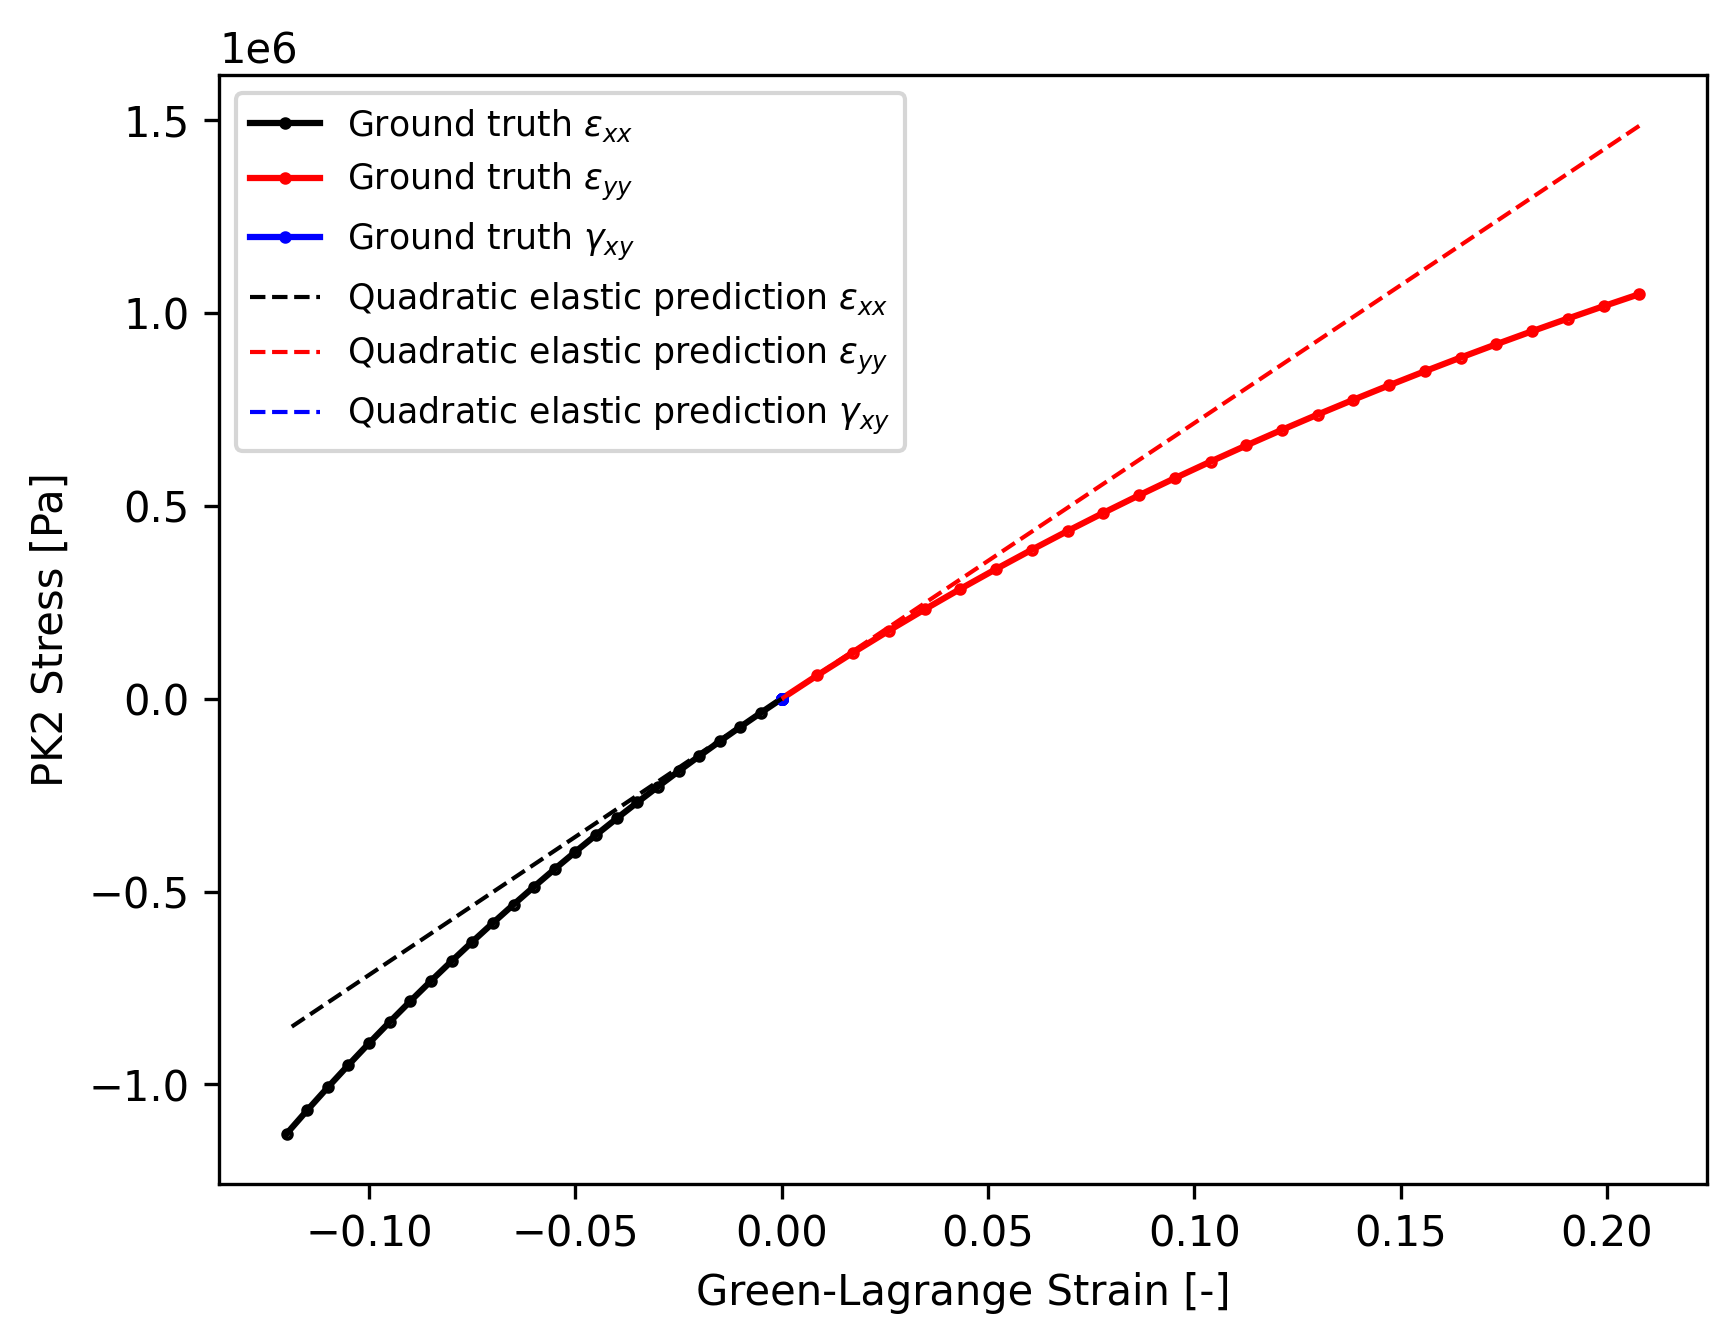 1e6
1.5
1.0
0.5
0.0
−0.5
−1.0
PK2 Stress [Pa]
Ground truth εxx
Ground truth εyy
Ground truth γxy
Quadratic elastic prediction εxx
Quadratic elastic prediction εyy
Quadratic elastic prediction γxy
−0.10 −0.05 0.00 0.05 0.10 0.15 0.20
Green-Lagrange Strain [-]